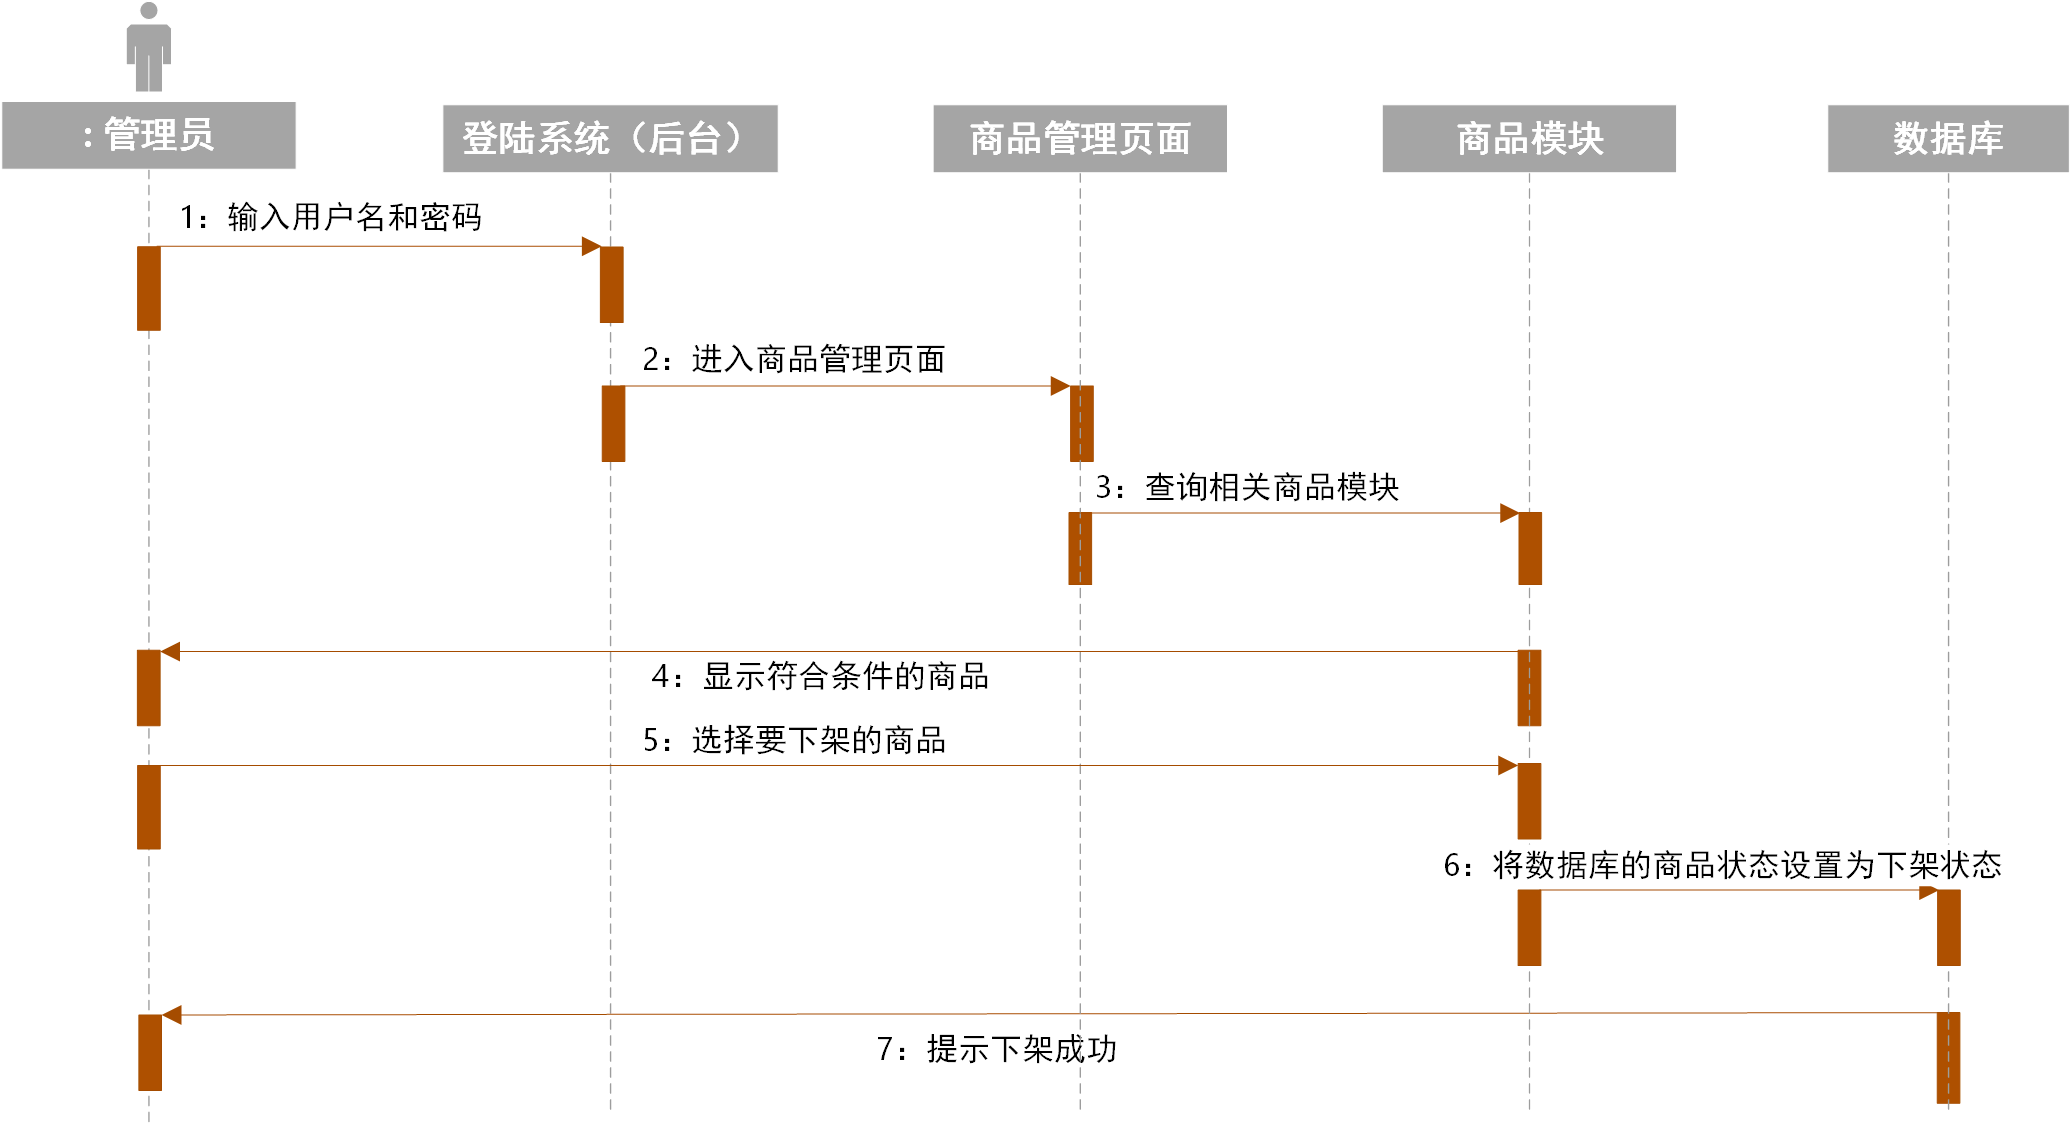 : 管理员
登陆系统（后台）
商品管理页面
商品模块
数据库
1：输入用户名和密码
2：进入商品管理页面
3：查询相关商品模块
4：显示符合条件的商品
5：选择要下架的商品
6：将数据库的商品状态设置为下架状态
7：提示下架成功